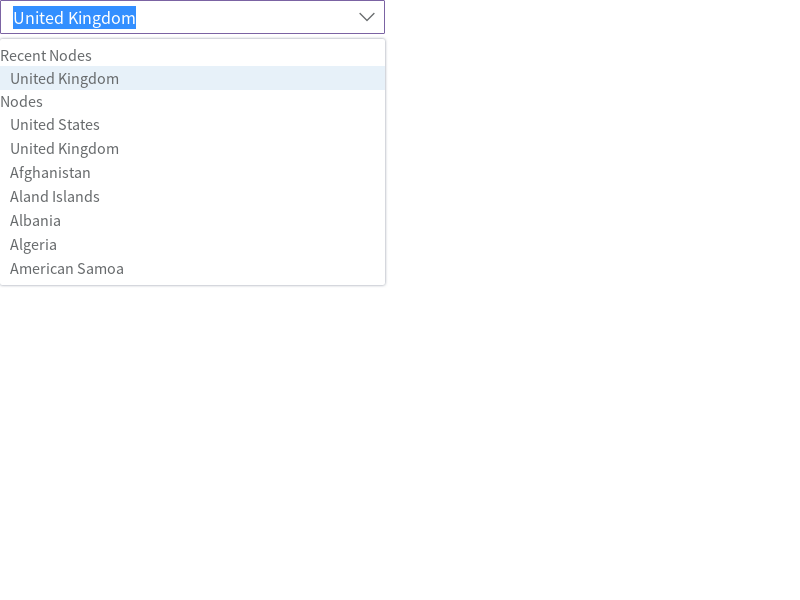 United Kingdom
Recent Nodes
United Kingdom
Nodes
United States
United Kingdom
Afghanistan
Aland Islands
Albania
Algeria
American Samoa